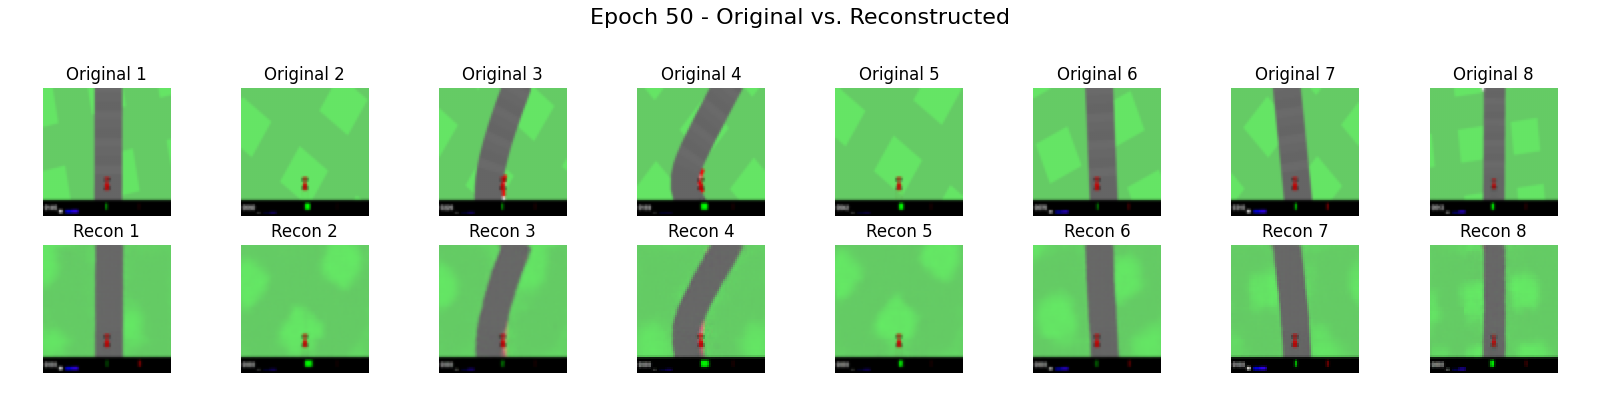 Epoch 50 - Original vs. Reconstructed
Original 1 Original 2 Original 3 Original 4 Original 5 Original 6 Original 7 Original 8
Recon 1 Recon 2 Recon 3 Recon 4 Recon 5 Recon 6 Recon 7 Recon 8